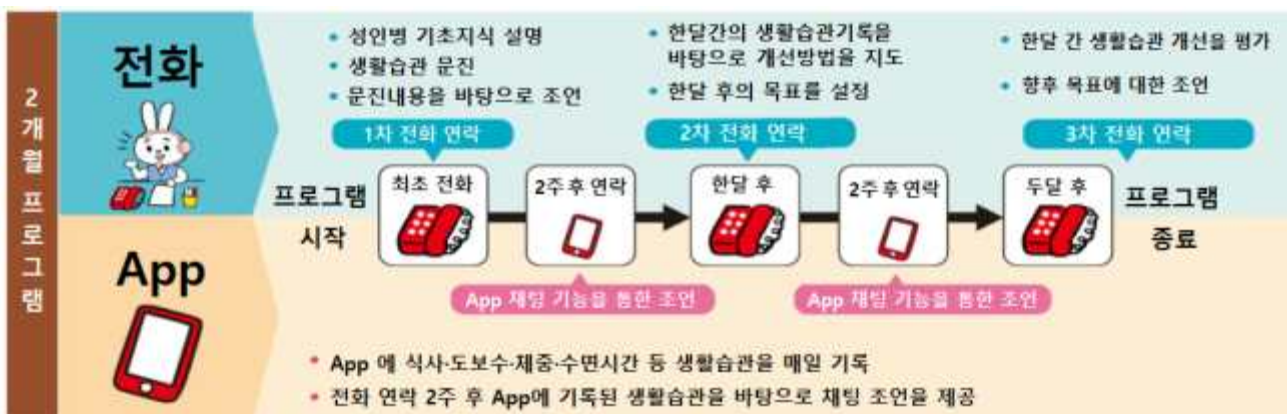 2개월 프로그램
전화
• 성인병 기초지식 설명
• 생활습관 문진
• 문진내용을 바탕으로 조언
• 한달간의 생활습관기록을
바탕으로 개선방법을 지도
• 한달 후의 목표를 설정
• 한달 간 생활습관 개선을 평가
• 향후 목표에 대한 조언
1차 전화 연락
2차 전화 연락
3차 전화 연락
프로그램
시작
최초 전화
2주 후 연락
한달 후
2주 후 연락
두달 후
프로그램
종료
App
App 채팅 기능을 통한 조언
App 채팅 기능을 통한 조언
• App 에 식사·도보수·체중·수면시간 등 생활습관을 매일 기록
• 전화 연락 2주 후 App에 기록된 생활습관을 바탕으로 채팅 조언을 제공